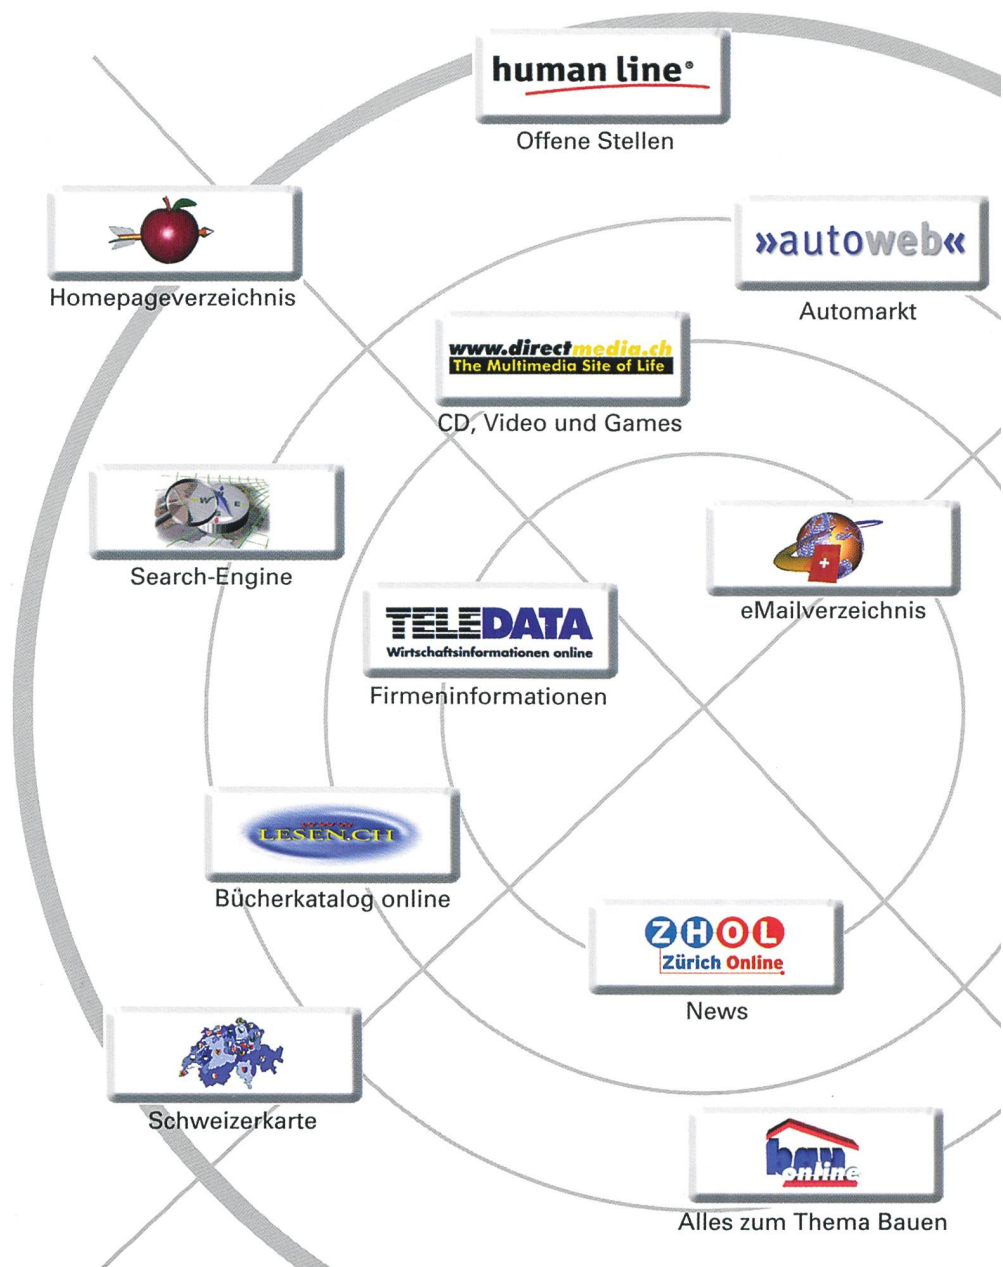 human line®
Offene Stellen
Homepageverzeichnis
»autoweb«
Automarkt
www.directmedia.ch
The Multimedia Site of Life
CD, Video und Games
W E
Search-Engine
eMailverzeichnis
TELEDATA
Wirtschaftsinformationen online
Firmeninformationen
WWW
LESEN.CH
Bücherkatalog online
ZHOL
Zürich Online
News
Schweizerkarte
bau
online
Alles zum Thema Bauen